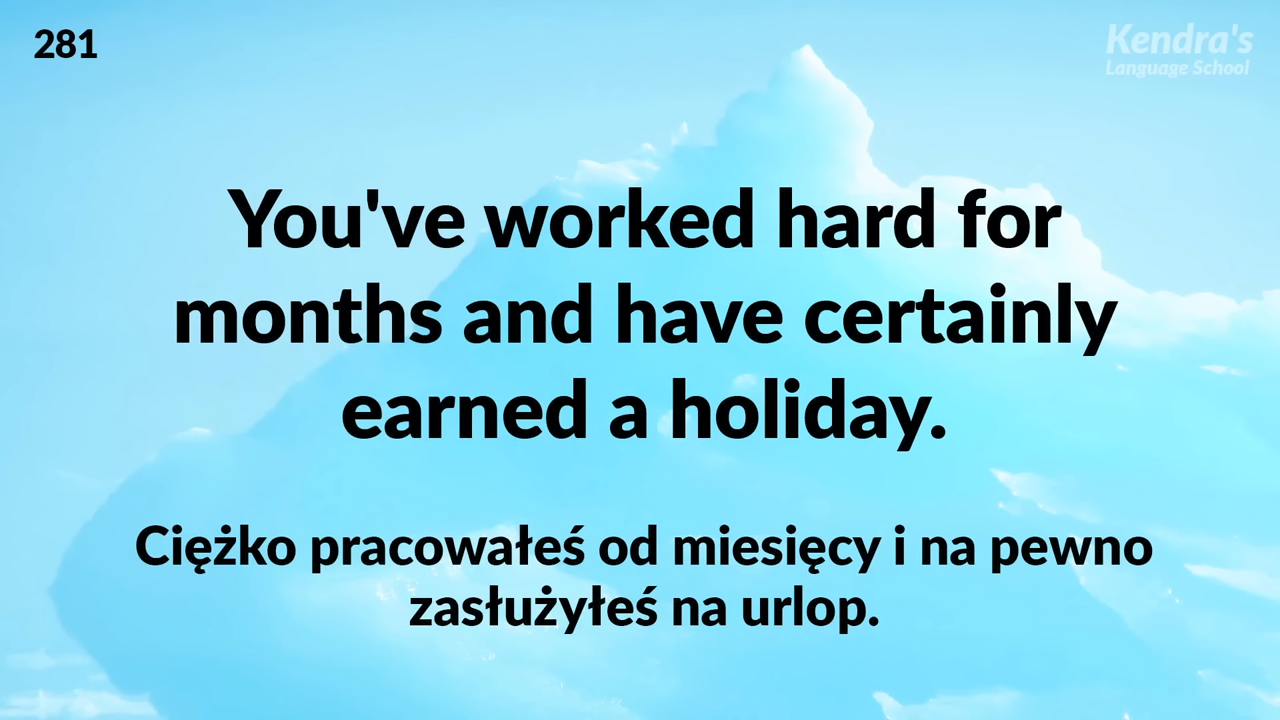 281
Kendra's
Language School
You've worked hard for
months and have certainly
earned a holiday.
Ciężko pracowałeś od miesięcy i na pewno
zasłużyłeś na urlop.